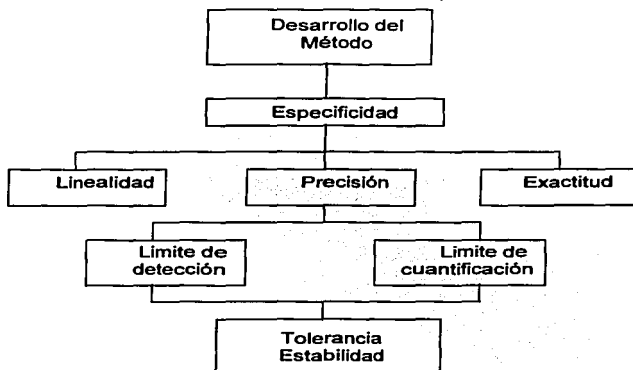 Desarrollo del
Método
Especificidad
Linealidad
Precisión
Exactitud
Limite de
detección
Limite de
cuantificación
Tolerancia
Estabilidad